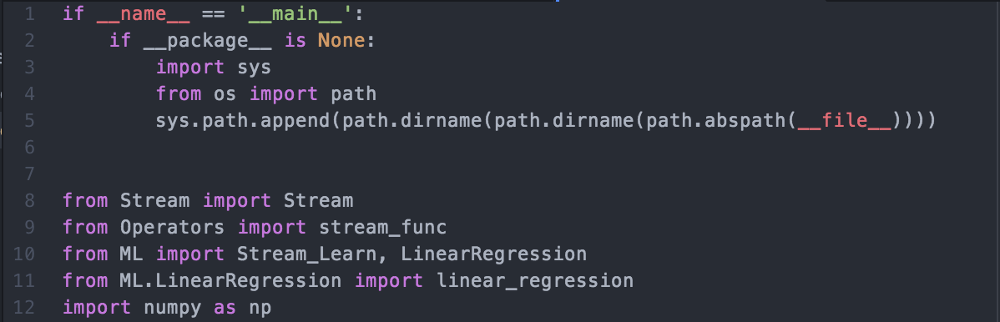 1 if __name__ == '__main__':
2     if __package__ is None:
3         import sys
4         from os import path
5         sys.path.append(path.dirname(path.dirname(path.abspath(__file__))))
6
7
8 from Stream import Stream
9 from Operators import stream_func
10 from ML import Stream_Learn, LinearRegression
11 from ML.LinearRegression import linear_regression
12 import numpy as np